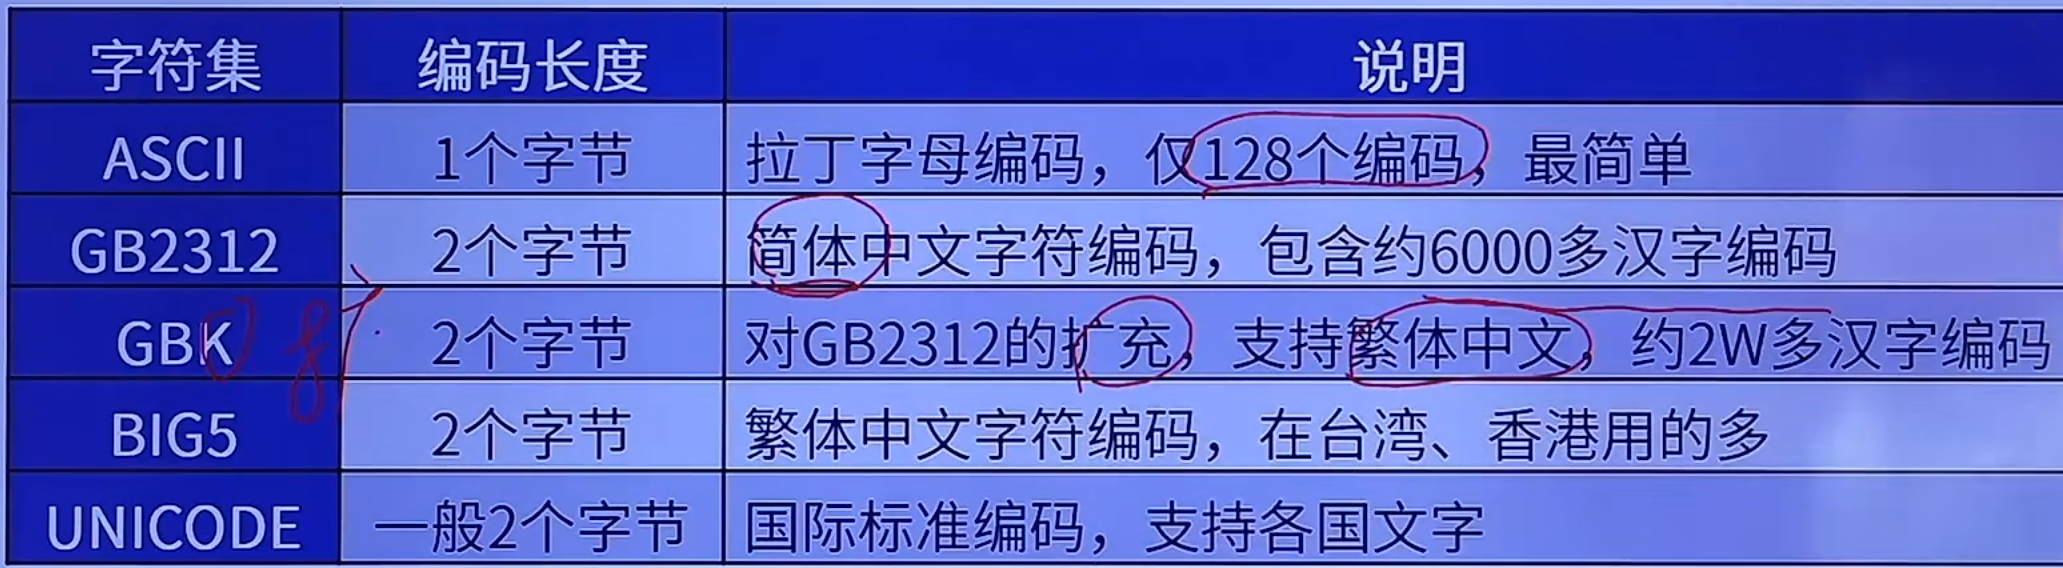 字符集 编码长度 说明
ASCII 1个字节 拉丁字母编码，仅128个编码，最简单
GB2312 2个字节 简体中文字符编码，包含约6000多汉字编码
GBK 2个字节 对GB2312的扩充，支持繁体中文，约2W多汉字编码
BIG5 2个字节 繁体中文字符编码，在台湾、香港用的多
UNICODE 一般2个字节 国际标准编码，支持各国文字